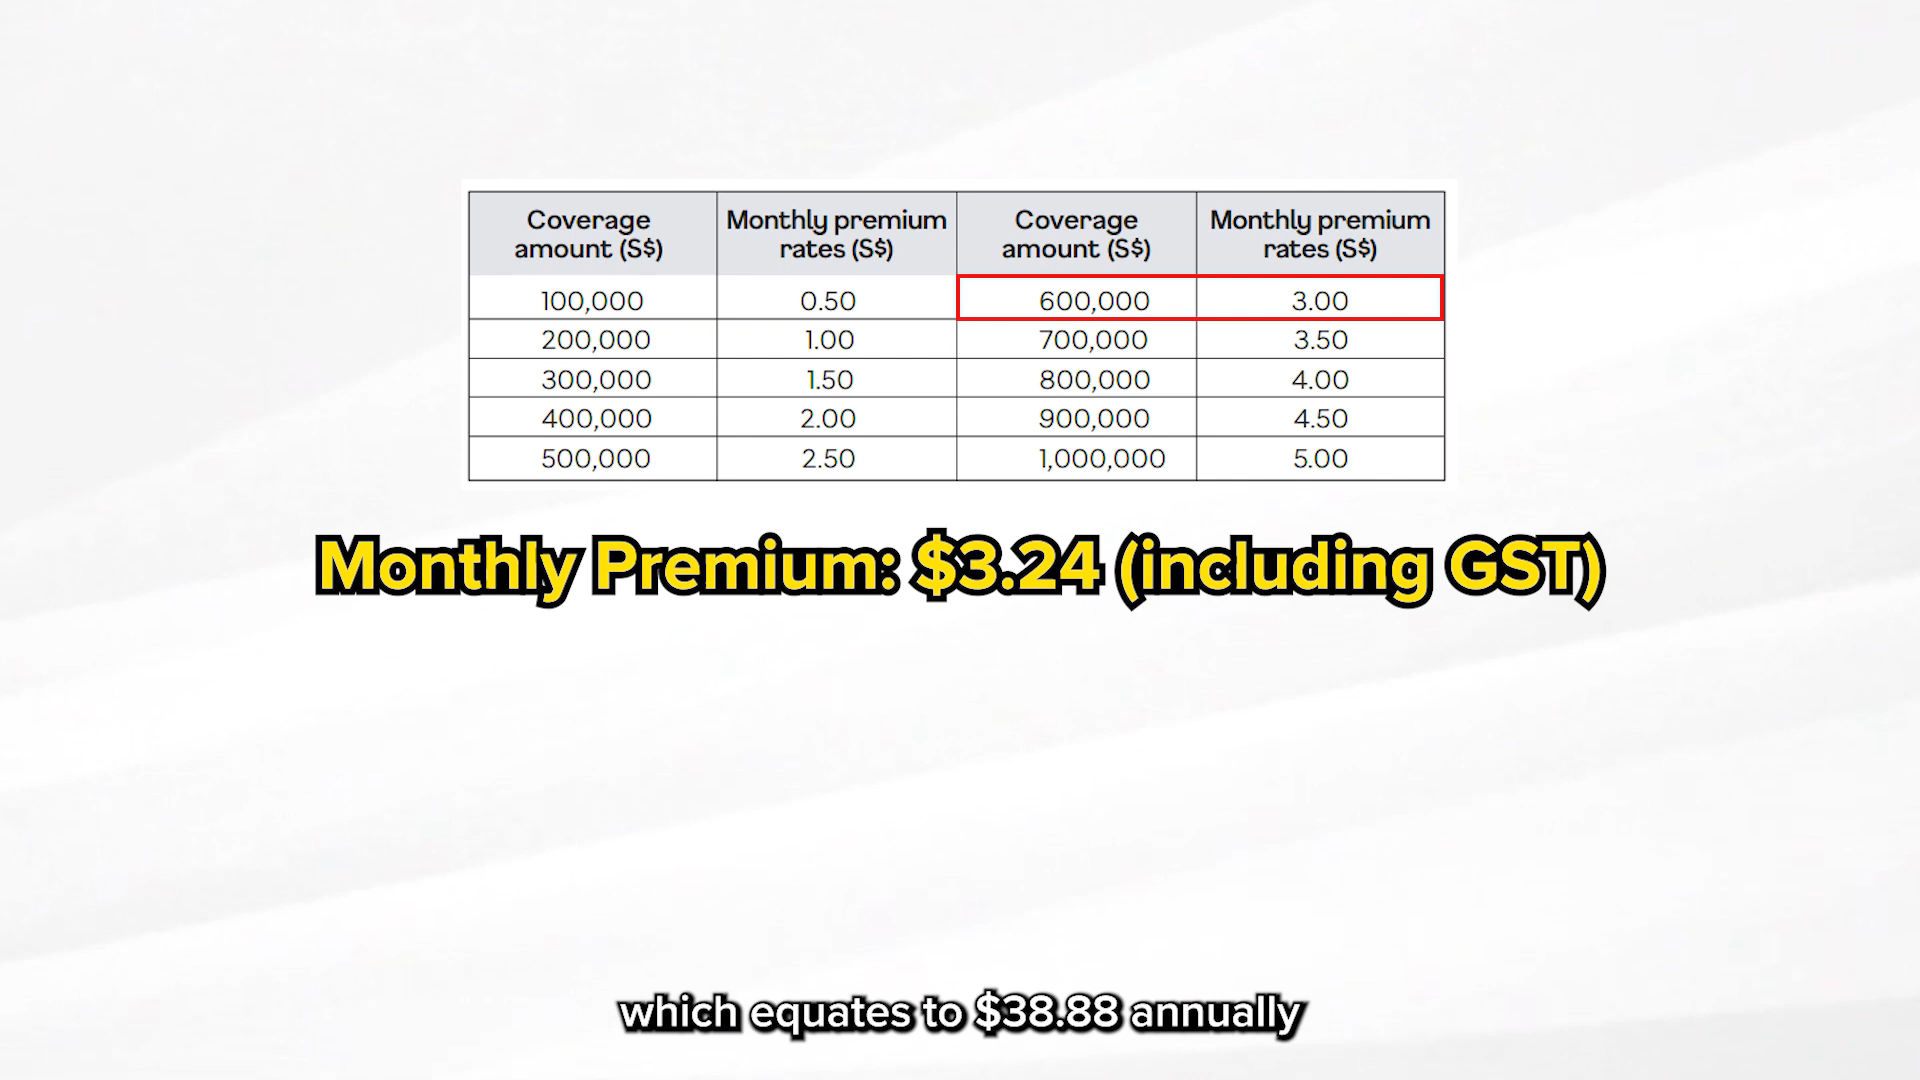 Coverage amount (S$) Monthly premium rates (S$) Coverage amount (S$) Monthly premium rates (S$)
100,000 0.50 600,000 3.00
200,000 1.00 700,000 3.50
300,000 1.50 800,000 4.00
400,000 2.00 900,000 4.50
500,000 2.50 1,000,000 5.00
Monthly Premium: $3.24 (including GST)
which equates to $38.88 annually